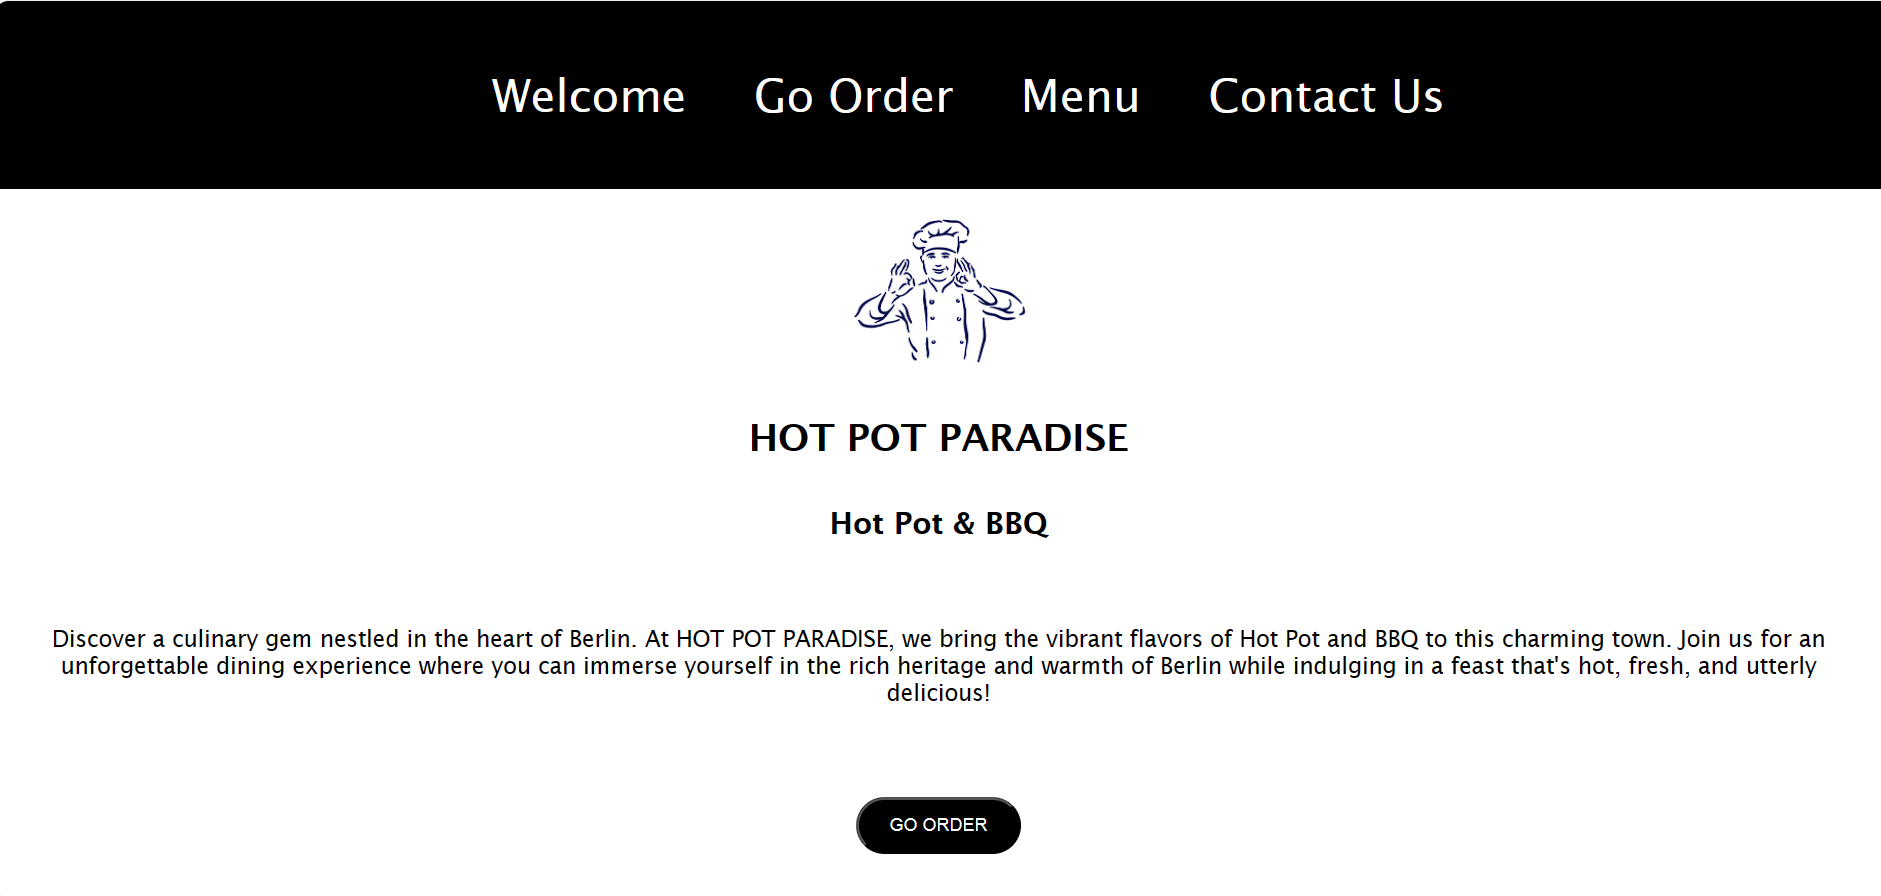 Welcome Go Order Menu Contact Us
HOT POT PARADISE
Hot Pot & BBQ
Discover a culinary gem nestled in the heart of Berlin. At HOT POT PARADISE, we bring the vibrant flavors of Hot Pot and BBQ to this charming town. Join us for an
unforgettable dining experience where you can immerse yourself in the rich heritage and warmth of Berlin while indulging in a feast that's hot, fresh, and utterly
delicious!
GO ORDER